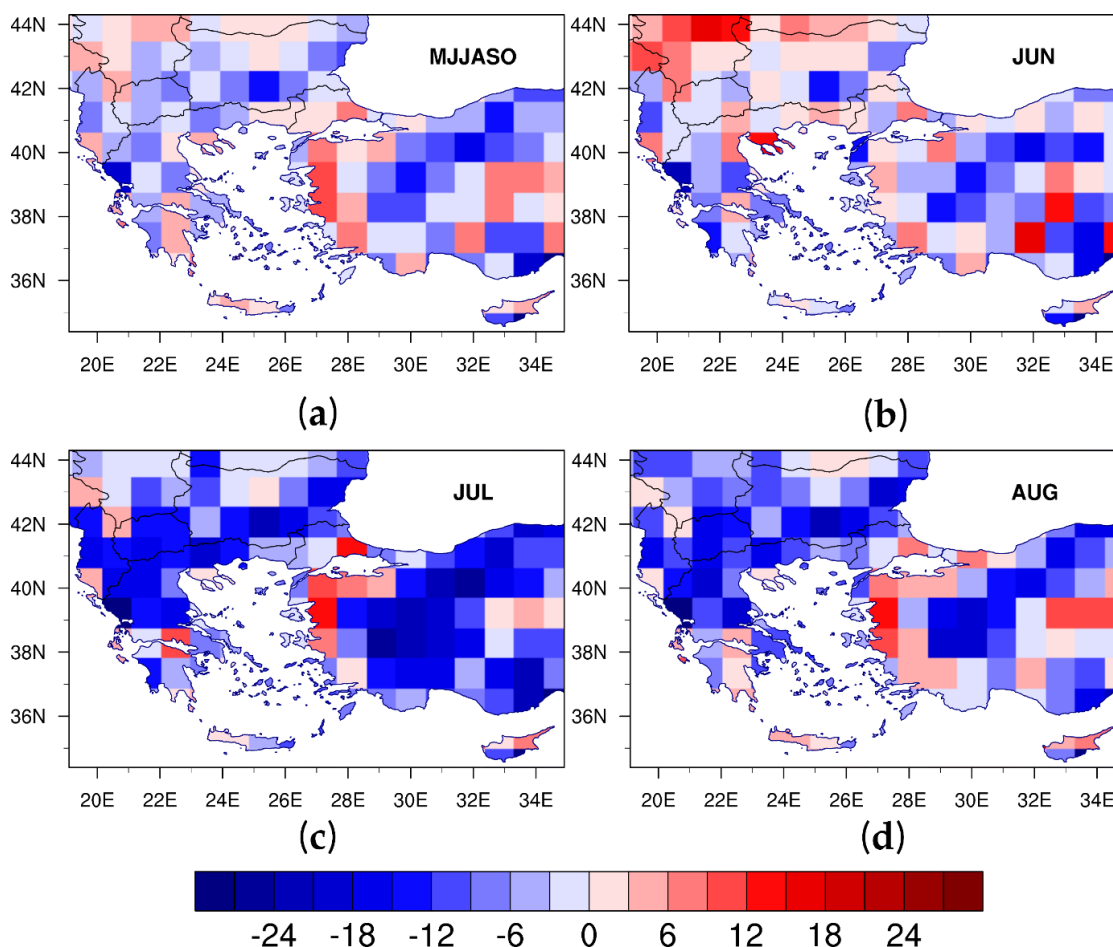 44N 44N
MJJASO JUN
42N 42N
40N 40N
38N 38N
36N 36N
20E 22E 24E 26E 28E 30E 32E 34E 20E 22E 24E 26E 28E 30E 32E 34E
(a) (b)
44N 44N
JUL AUG
42N 42N
40N 40N
38N 38N
36N 36N
20E 22E 24E 26E 28E 30E 32E 34E 20E 22E 24E 26E 28E 30E 32E 34E
(c) (d)
-24 -18 -12 -6 0 6 12 18 24